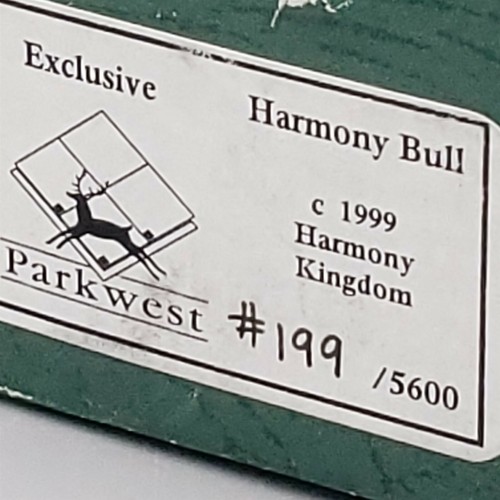 Exclusive
Harmony Bull
c 1999
Harmony
Kingdom
Parkwest
#199 /5600